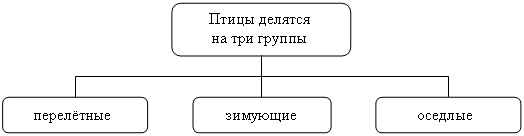 Птицы делятся
на три группы
перелётные
зимующие
оседлые